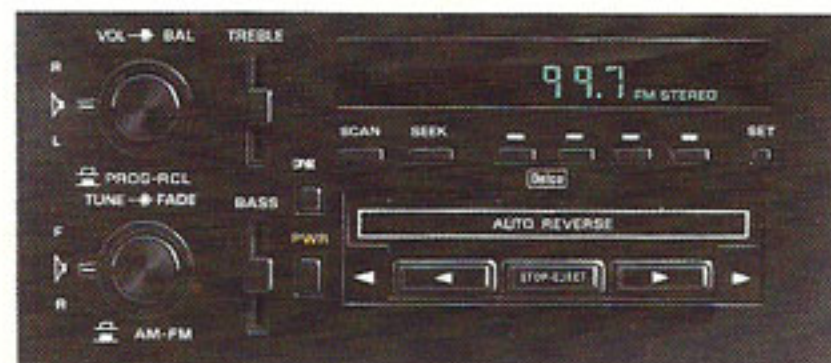 VOL BAL TREBLE
R
L
PROG-RCL
TUNE FADE
BASS
F
R
AM-FM
PWR
99.7 FM STEREO
SCAN SEEK SET
Delco
AUTO REVERSE
STOP-EJECT